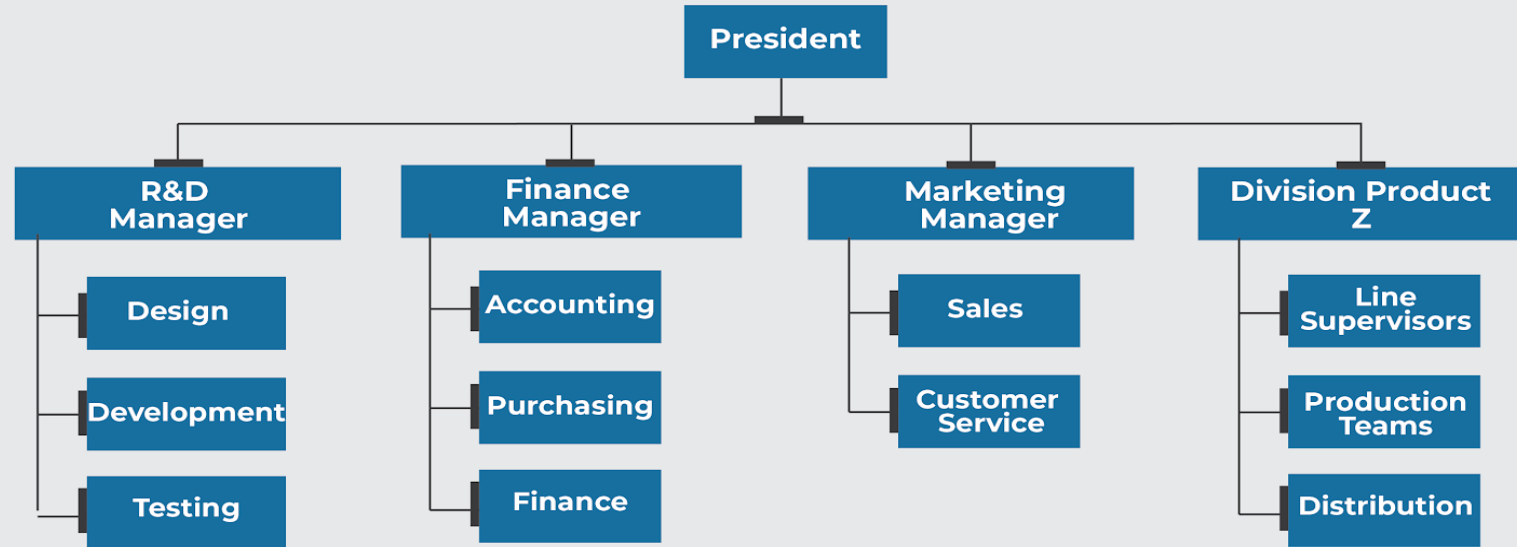 President
R&D
Manager
Finance
Manager
Marketing
Manager
Division Product
Z
Design
Development
Testing
Accounting
Purchasing
Finance
Sales
Customer
Service
Line
Supervisors
Production
Teams
Distribution